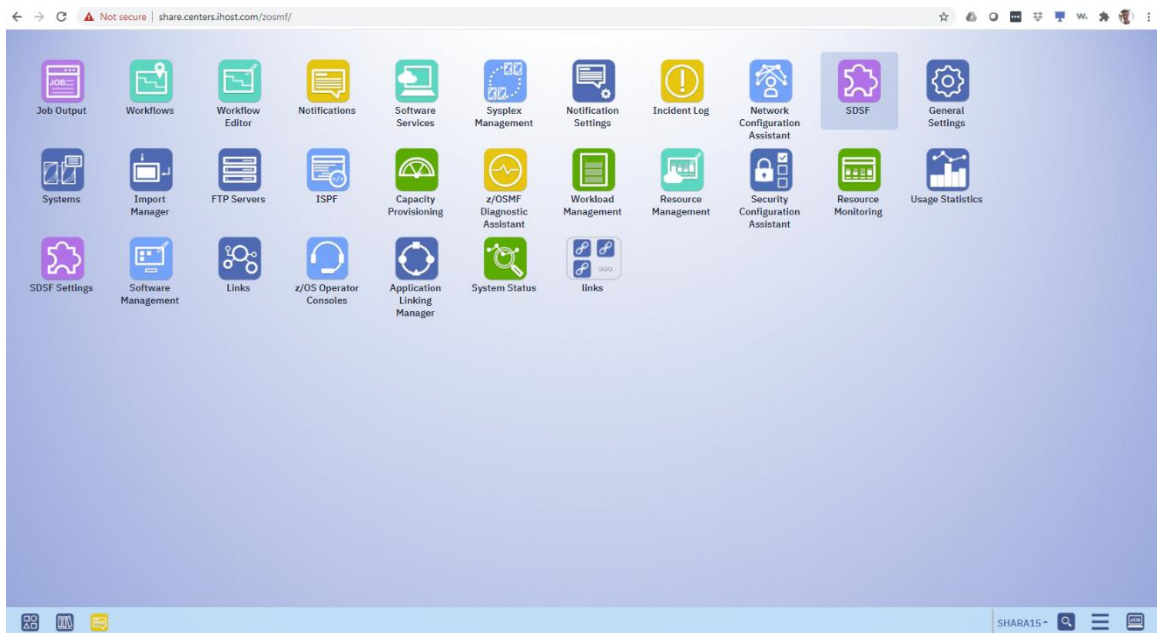 Not secure | share.centers.ihost.com/zosmf/
W.
JOB
Job Output
Workflows
Workflow
Editor
Notifications
Software
Services
Sysplex
Management
Notification
Settings
Incident Log
Network
Configuration
Assistant
SDSF
General
Settings
Systems
Import
Manager
FTP Servers
ISPF
Capacity
Provisioning
z/OSMF
Diagnostic
Assistant
Workload
Management
Resource
Management
Security
Configuration
Assistant
Resource
Monitoring
Usage Statistics
SDSF Settings
Software
Management
Links
z/OS Operator
Consoles
Application
Linking
Manager
System Status
links
SHARA15